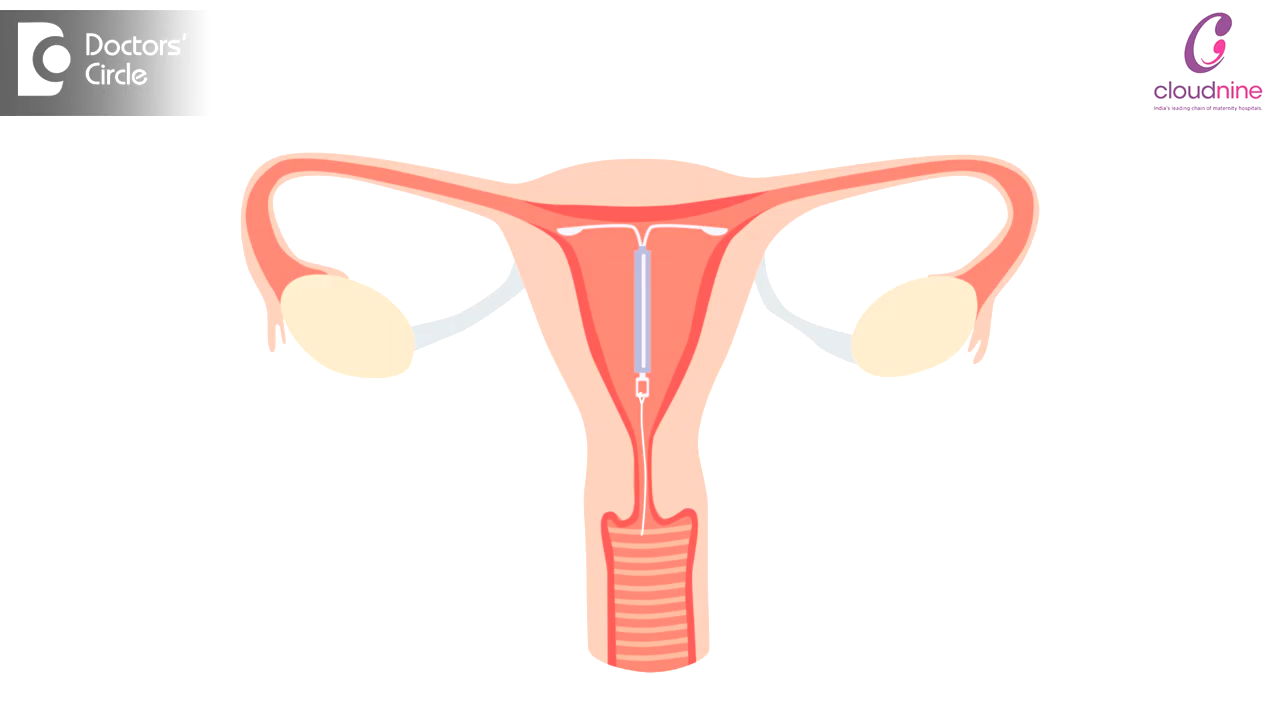 Doctors'
Circle
cloudnine
India's leading chain of maternity hospitals.